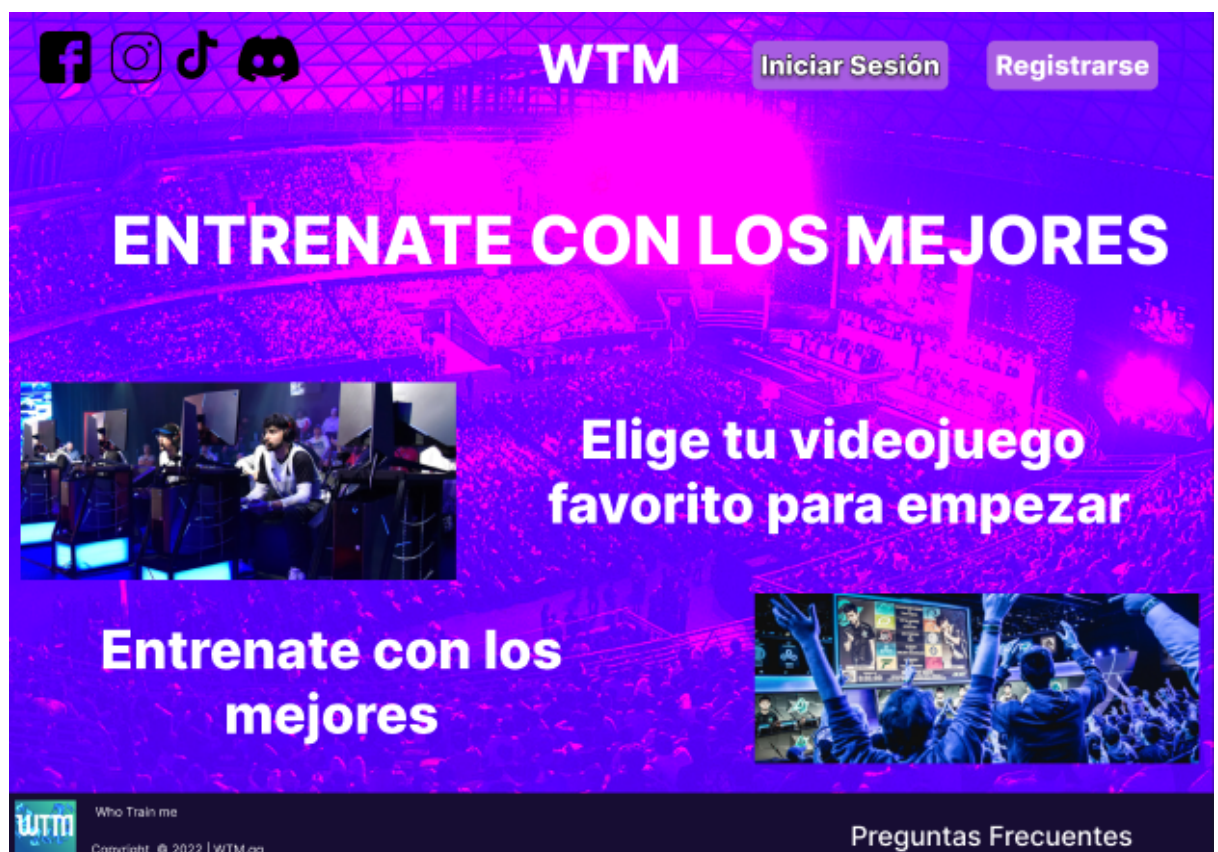 WTM
Iniciar Sesión
Registrarse
ENTRENATE CON LOS MEJORES
Elige tu videojuego
favorito para empezar
Entrenate con los
mejores
WTM
Who Train me
Preguntas Frecuentes
Copyright © 2022 | WTM.gg